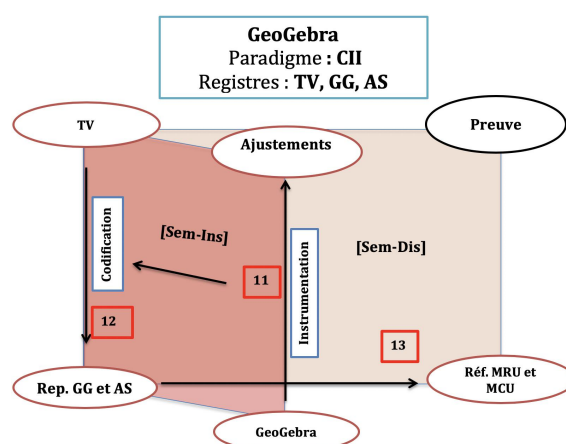 GeoGebra
Paradigme : CII
Registres : TV, GG, AS
TV
Preuve
Ajustements
[Sem-Ins]
[Sem-Dis]
Codification
Instrumentation
11
12
13
Rep. GG et AS
Réf. MRU et
MCU
GeoGebra